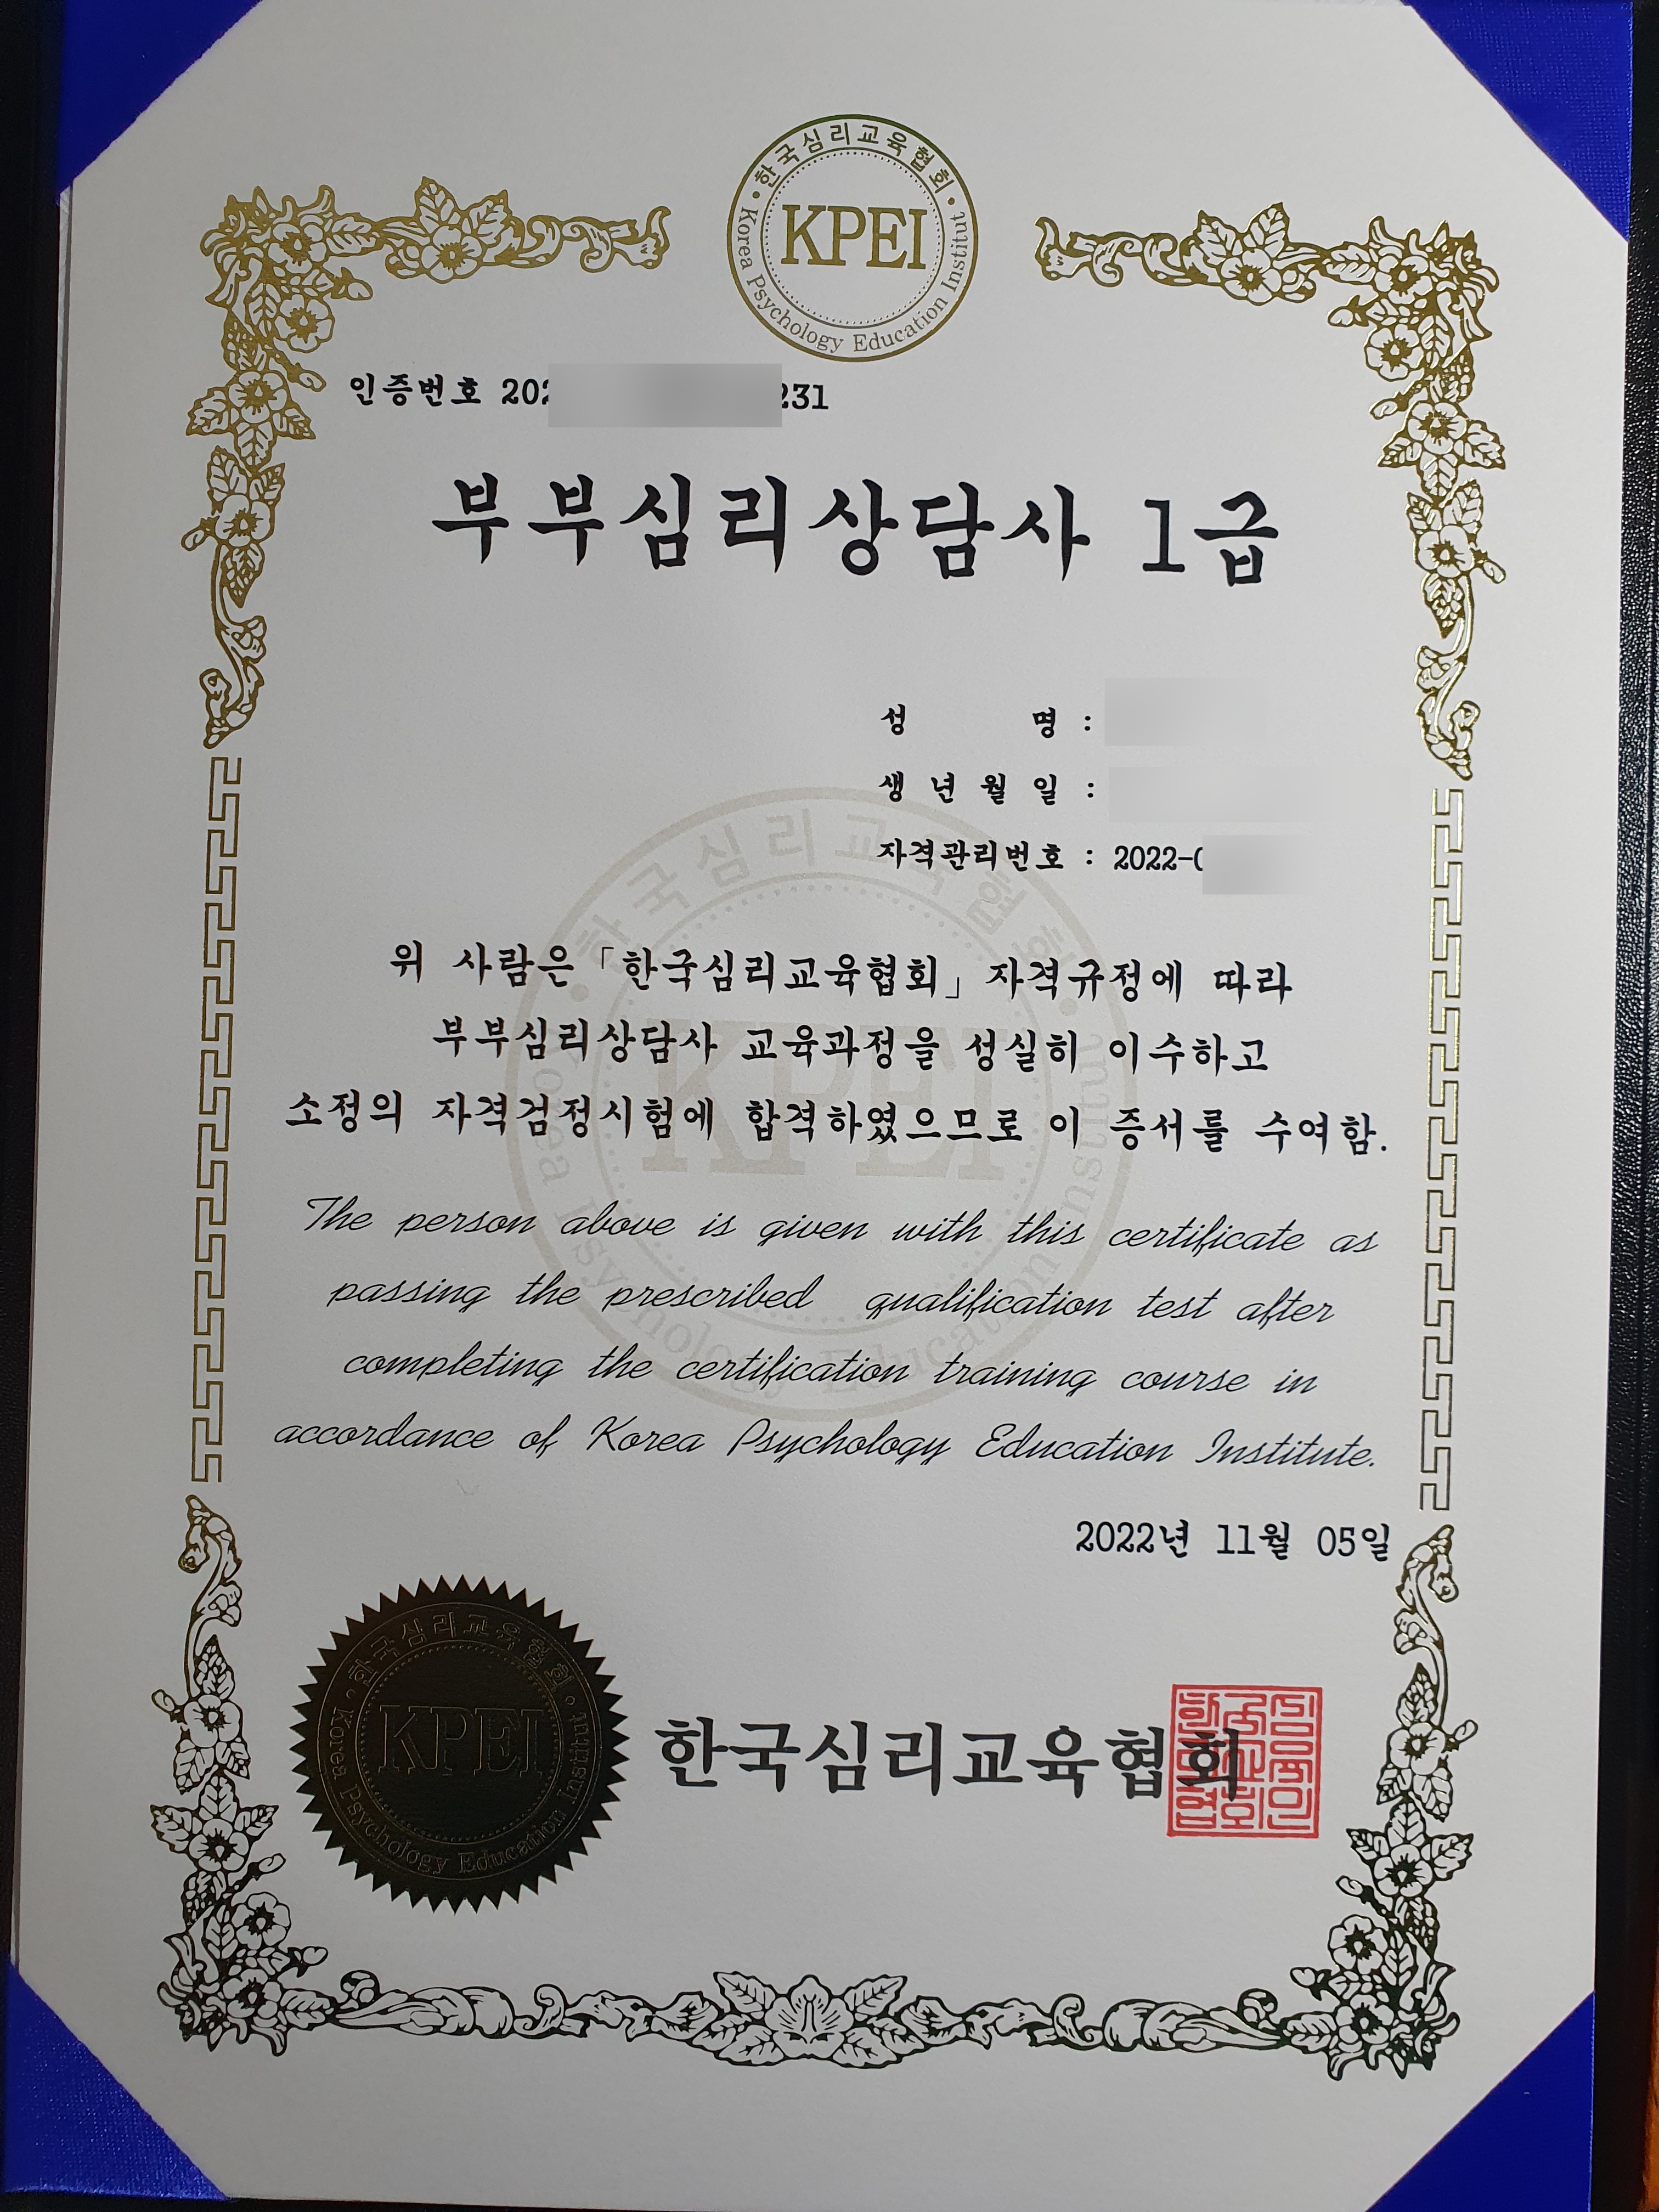 한국심리교육협회
KPEI
Korea Psychology Education Institut
인증번호 202 231
부부심리상담사 1급
성 명 :
생 년 월 일 :
자격관리번호 : 2022-0
위 사람은「한국심리교육협회」자격규정에 따라
부부심리상담사 교육과정을 성실히 이수하고
소정의 자격검정시험에 합격하였으므로 이 증서를 수여함.
The person above is given with this certificate as
passing the prescribed qualification test after
completing the certification training course in
accordance of Korea Psychology Education Institute.
2022년 11월 05일
한국심리교육협회
KPEI
Korea Psychology Education Institut
한국심리교육협회